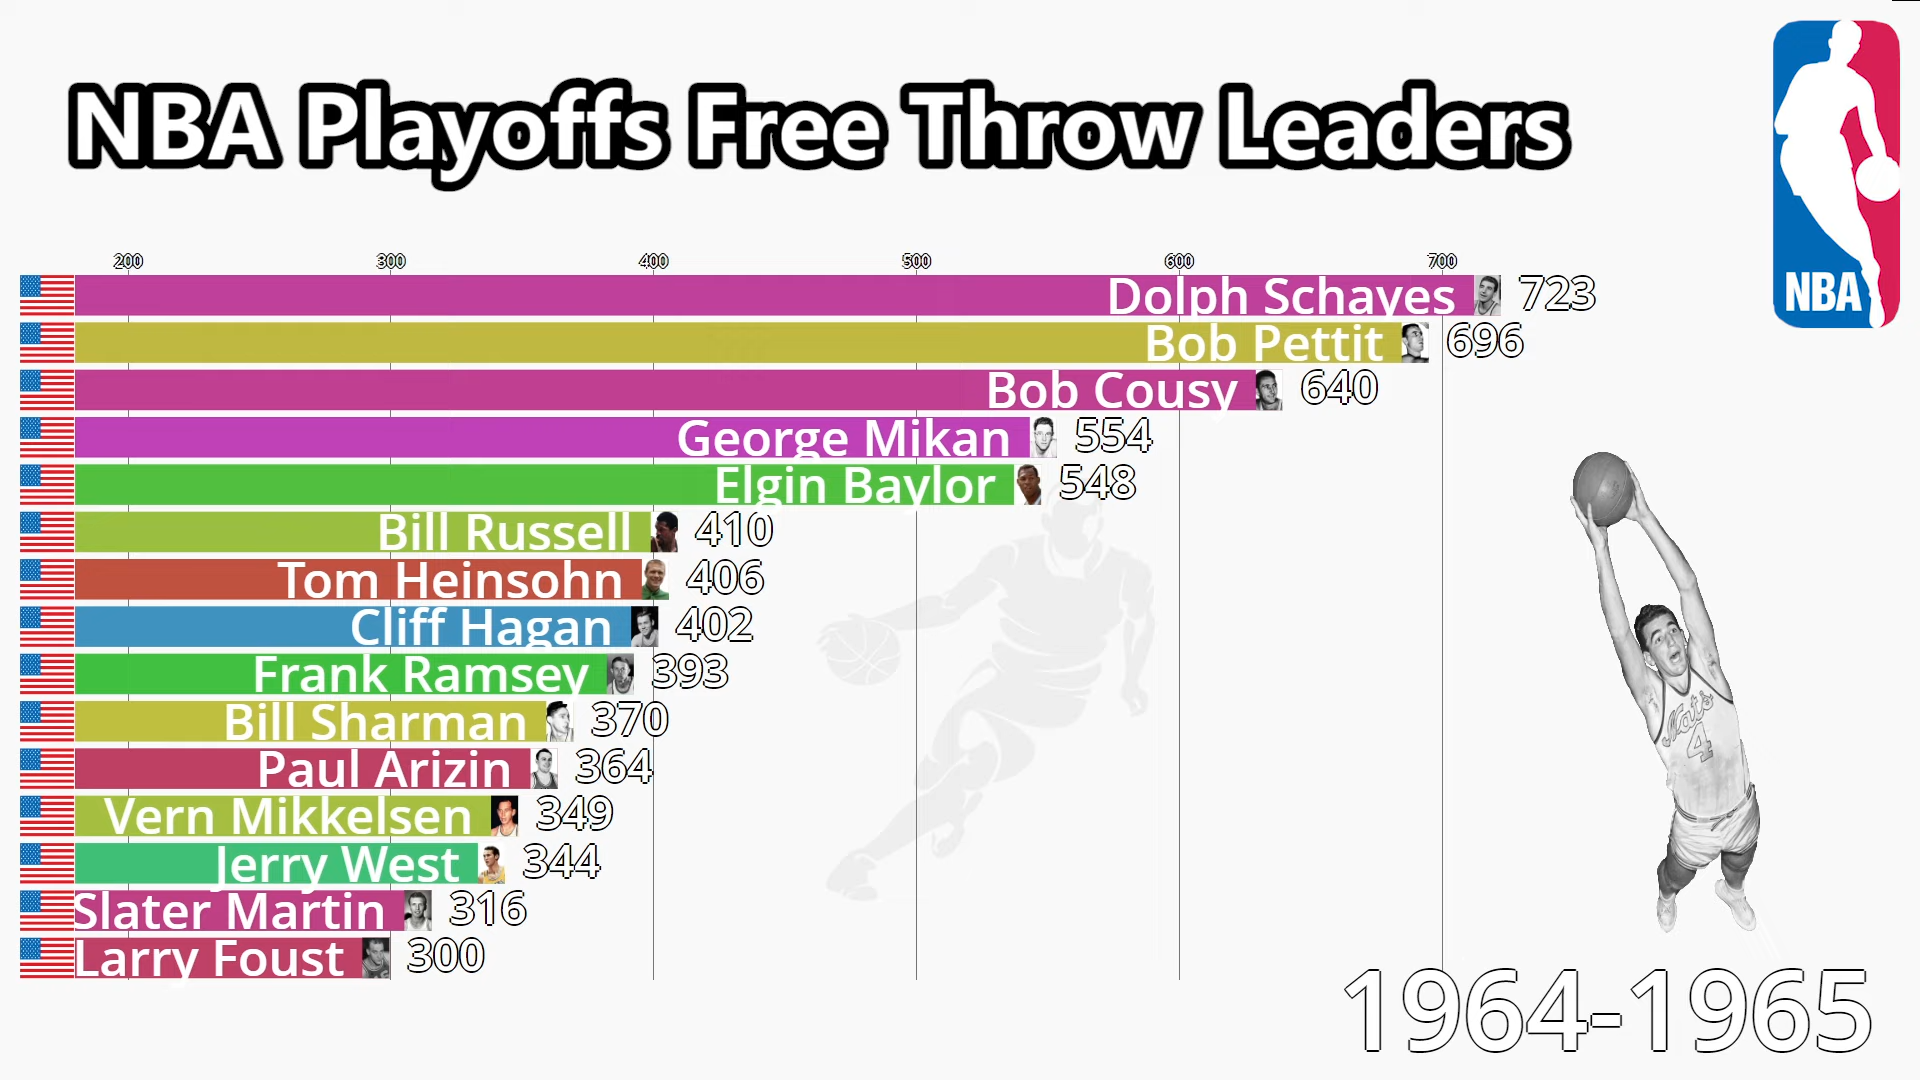 NBA Playoffs Free Throw Leaders
NBA
200 300 400 500 600 700
Dolph Schayes 723
Bob Pettit 696
Bob Cousy 640
George Mikan 554
Elgin Baylor 548
Bill Russell 410
Tom Heinsohn 406
Cliff Hagan 402
Frank Ramsey 393
Bill Sharman 370
Paul Arizin 364
Vern Mikkelsen 349
Jerry West 344
Slater Martin 316
Larry Foust 300
Nats
4
1964-1965